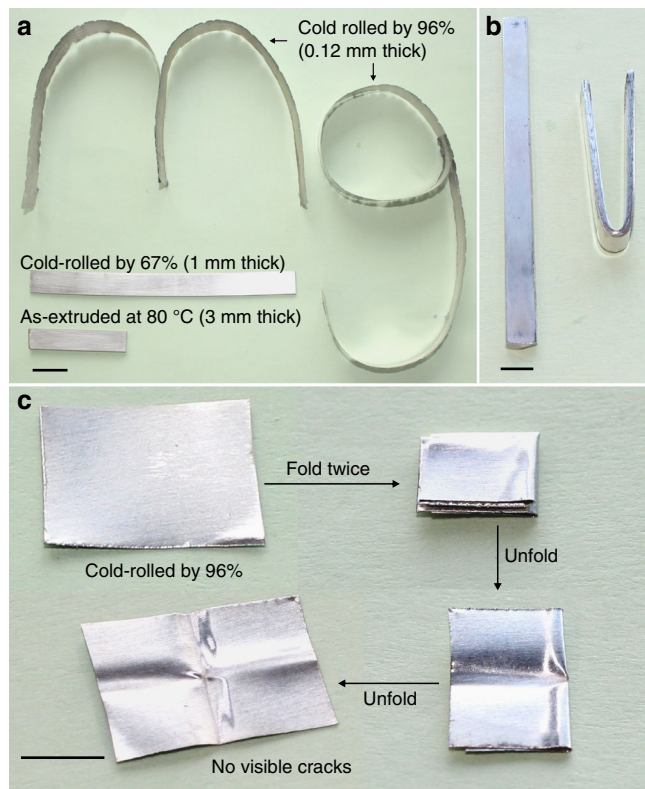 a
Cold rolled by 96%
(0.12 mm thick)
Cold-rolled by 67% (1 mm thick)
As-extruded at 80 °C (3 mm thick)
b
c
Fold twice
Cold-rolled by 96%
Unfold
Unfold
No visible cracks